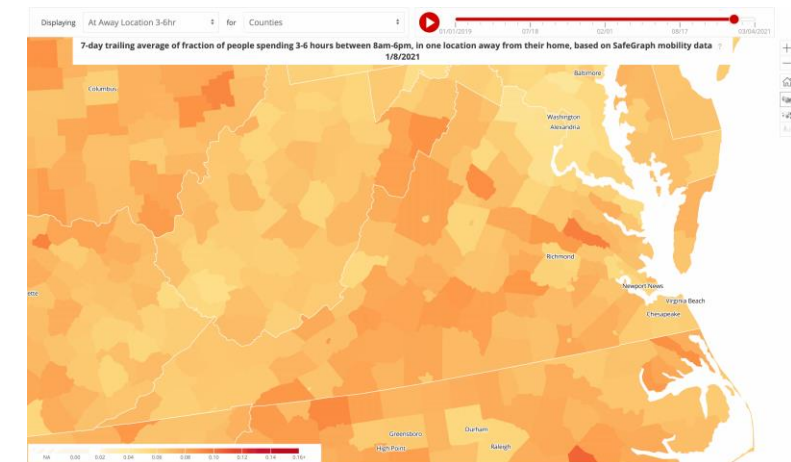 Displaying At Away Location 3-6hr for Counties
01/01/2019 07/18 02/01 08/17 03/04/2021
7-day trailing average of fraction of people spending 3-6 hours between 8am-6pm, in one location away from their home, based on SafeGraph mobility data ?
1/8/2021
Baltimore
Columbus
Washington
Alexandria
Richmond
Newport News
ette
Virginia Beach
Chesapeake
Greensboro
Durham
High Point
Raleigh
NA 0.00 0.02 0.04 0.06 0.08 0.10 0.12 0.14 0.16+